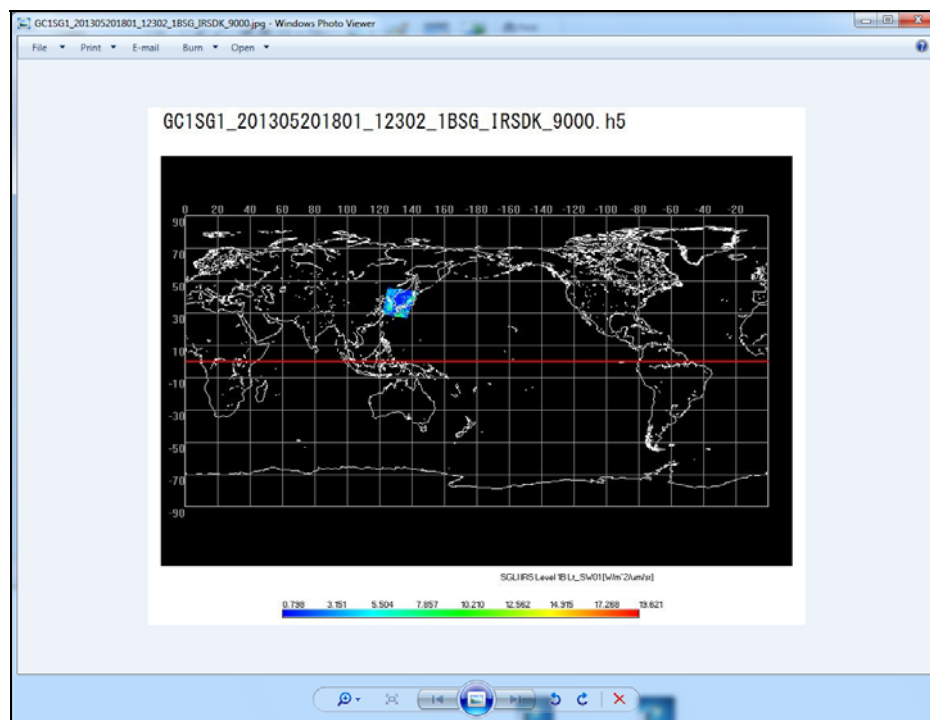 GC1SG1_201305201801_12302_1BSG_IRSDK_9000.jpg - Windows Photo Viewer
File Print E-mail Burn Open
GC1SG1_201305201801_12302_1BSG_IRSDK_9000.h5
0 20 40 60 80 100 120 140 160 180 -160 -140 -120 -100 -80 -60 -40 -20
90
70
50
30
10
-10
-30
-50
-70
-90
SGLI IRS Level 1B Lt_SW01[W/m^2/um/sr]
0.798 3.151 5.504 7.857 10.210 12.562 14.915 17.268 19.621